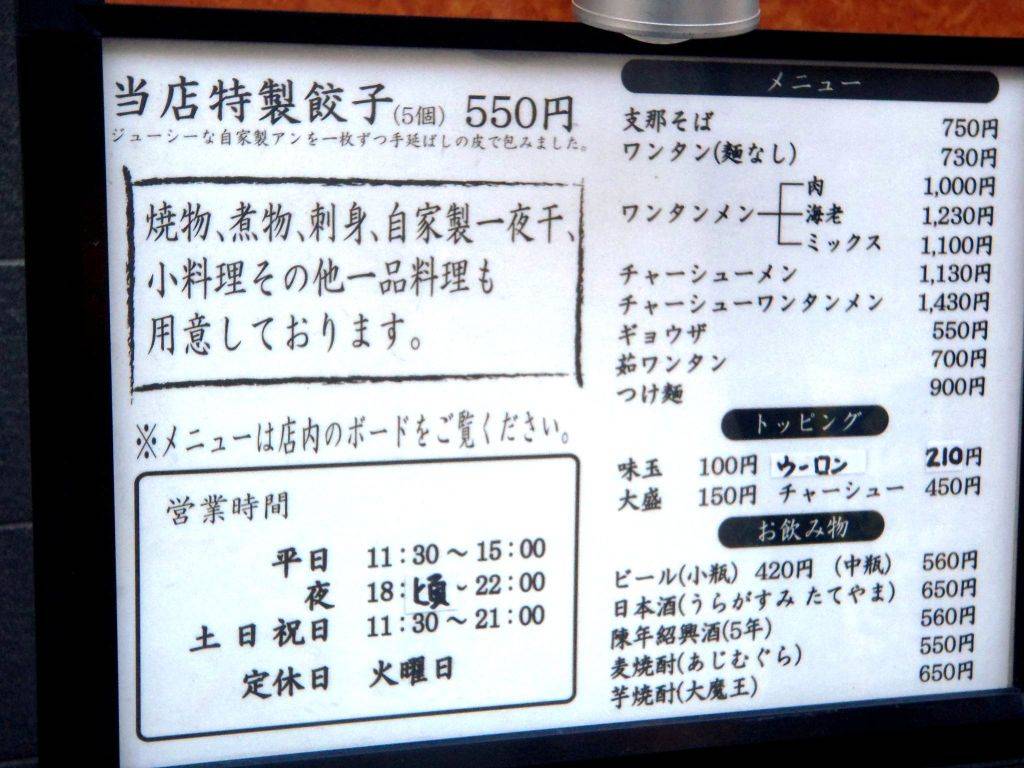 当店特製餃子(5個) 550円
ジューシーな自家製アンを一枚ずつ手延ばしの皮で包みました。
焼物、煮物、刺身、自家製一夜干、
小料理その他一品料理も
用意しております。
※メニューは店内のボードをご覧ください。
営業時間
平日 11:30～15:00
夜 18:頃～22:00
土日祝日 11:30～21:00
定休日 火曜日
メニュー
支那そば 750円
ワンタン(麺なし) 730円
ワンタンメン 肉 1,000円
海老 1,230円
ミックス 1,100円
チャーシューメン 1,130円
チャーシューワンタンメン 1,430円
ギョウザ 550円
茹ワンタン 700円
つけ麺 900円
トッピング
味玉 100円 ウーロン 210円
大盛 150円 チャーシュー 450円
お飲み物
ビール(小瓶) 420円 (中瓶) 560円
日本酒(うらがすみ たてやま) 650円
陳年紹興酒(5年) 560円
麦焼酎(あじむぐら) 550円
芋焼酎(大魔王) 650円